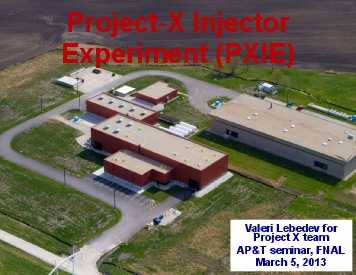 Project-X Injector
Experiment (PXIE)
Valeri Lebedev for
Project X team
AP&T seminar, FNAL
March 5, 2013